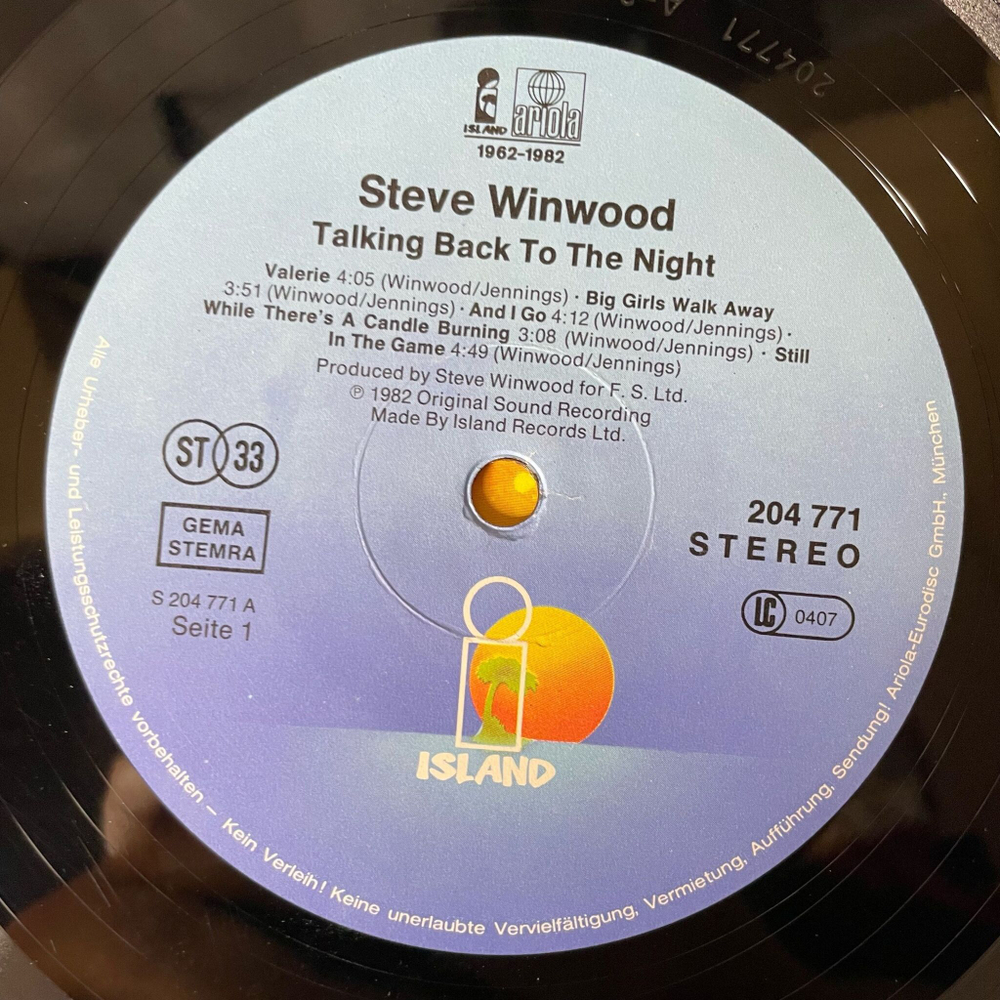 204771 A
ISLAND ariola
1962-1982
Steve Winwood
Talking Back To The Night
Valerie 4:05 (Winwood/Jennings) · Big Girls Walk Away
3:51 (Winwood/Jennings) · And I Go 4:12 (Winwood/Jennings) ·
While There's A Candle Burning 3:08 (Winwood/Jennings) · Still
In The Game 4:49 (Winwood/Jennings)
Produced by Steve Winwood for F. S. Ltd.
℗ 1982 Original Sound Recording
Made By Island Records Ltd.
ST 33
GEMA
STEMRA
S 204 771 A
Seite 1
204 771
STEREO
LC 0407
ISLAND
Alle Urheber- und Leistungsschutzrechte vorbehalten – Kein Verleih! Keine unerlaubte Vervielfältigung, Vermietung, Aufführung, Sendung! Ariola-Eurodisc GmbH., München